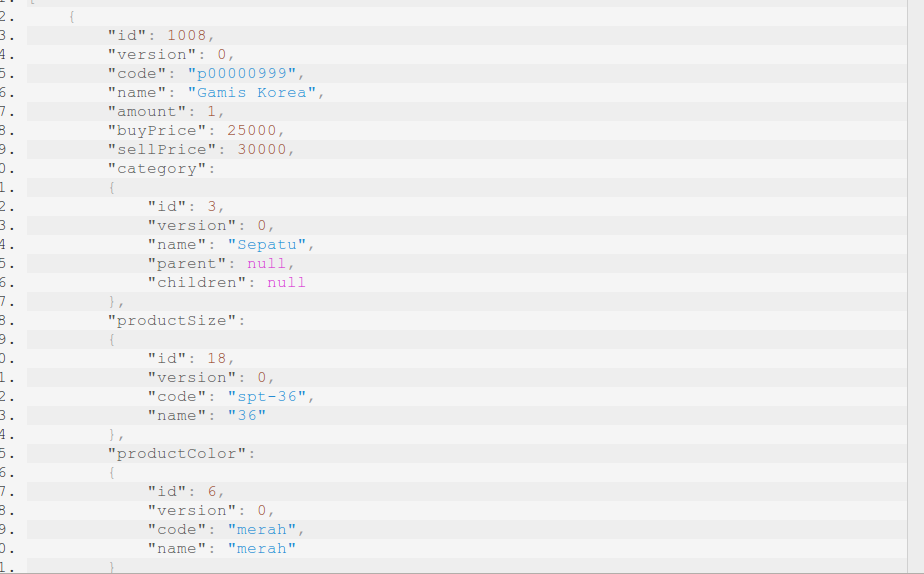 1. [
2. {
3. "id": 1008,
4. "version": 0,
5. "code": "p00000999",
6. "name": "Gamis Korea",
7. "amount": 1,
8. "buyPrice": 25000,
9. "sellPrice": 30000,
0. "category":
1. {
2. "id": 3,
3. "version": 0,
4. "name": "Sepatu",
5. "parent": null,
6. "children": null
7. },
8. "productSize":
9. {
0. "id": 18,
1. "version": 0,
2. "code": "spt-36",
3. "name": "36"
4. },
5. "productColor":
6. {
7. "id": 6,
8. "version": 0,
9. "code": "merah",
0. "name": "merah"
1. }